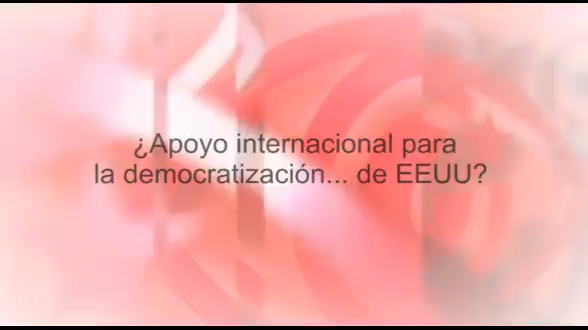 ¿Apoyo internacional para
la democratización... de EEUU?